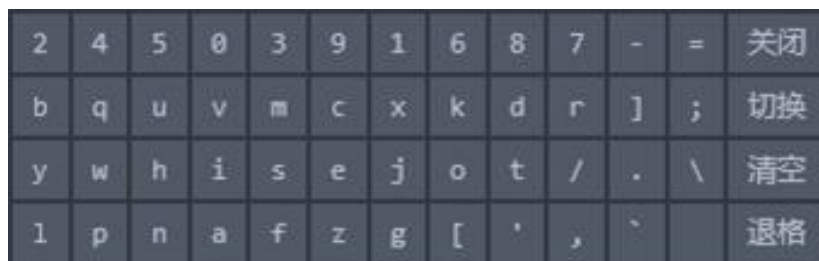 2 4 5 0 3 9 1 6 8 7 - = 关闭
b q u v m c x k d r ] ; 切换
y w h i s e j o t / . \ 清空
l p n a f z g [ ' , ` 退格